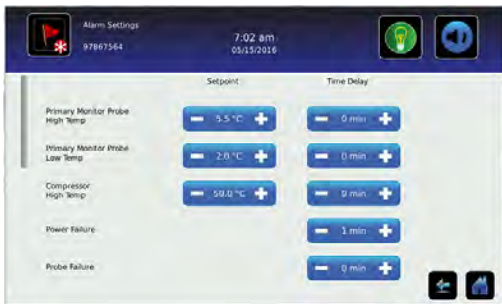 Alarm Settings
97867564
7:02 am
05/15/2016
Setpoint
Time Delay
Primary Monitor Probe
High Temp
5.5 °C
0 min
Primary Monitor Probe
Low Temp
2.0 °C
0 min
Compressor
High Temp
50.0 °C
0 min
Power Failure
1 min
Probe Failure
0 min